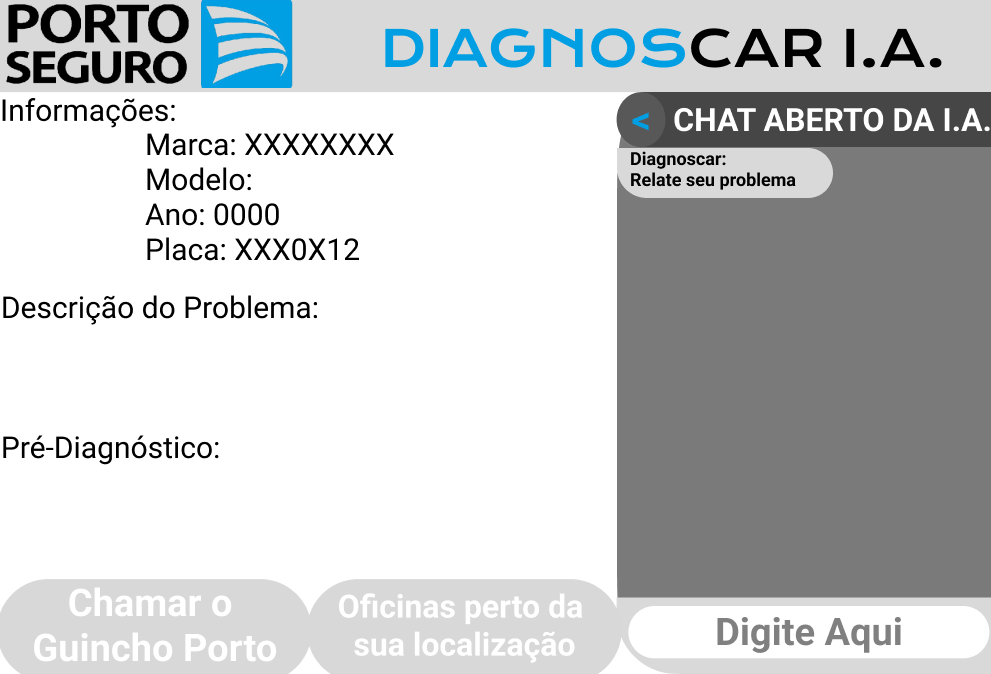 PORTO
SEGURO
DIAGNOSCAR I.A.
Informações:
Marca: XXXXXXXX
Modelo:
Ano: 0000
Placa: XXX0X12
Descrição do Problema:
Pré-Diagnóstico:
Chamar o
Guincho Porto
Oficinas perto da
sua localização
< CHAT ABERTO DA I.A.
Diagnoscar:
Relate seu problema
Digite Aqui